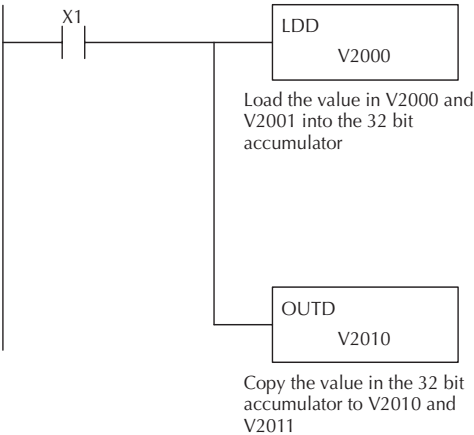 X1
LDD
V2000
Load the value in V2000 and
V2001 into the 32 bit
accumulator
OUTD
V2010
Copy the value in the 32 bit
accumulator to V2010 and
V2011